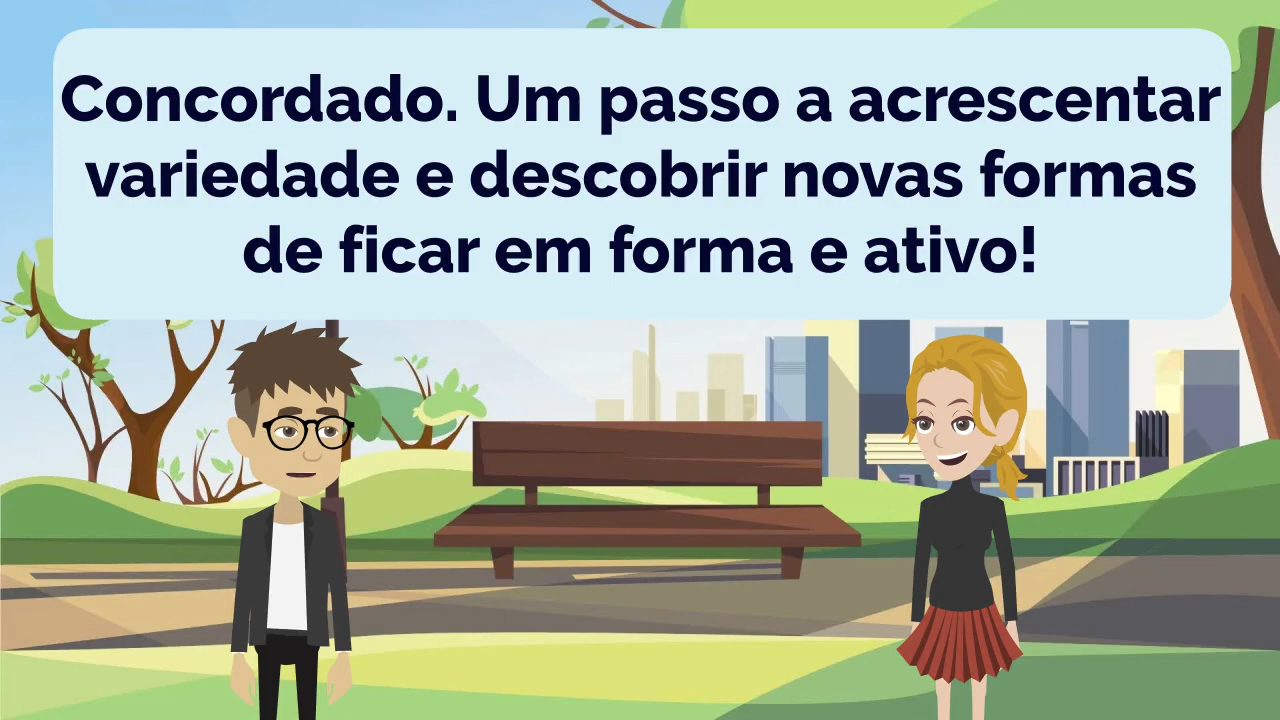 Concordado. Um passo a acrescentar
variedade e descobrir novas formas
de ficar em forma e ativo!